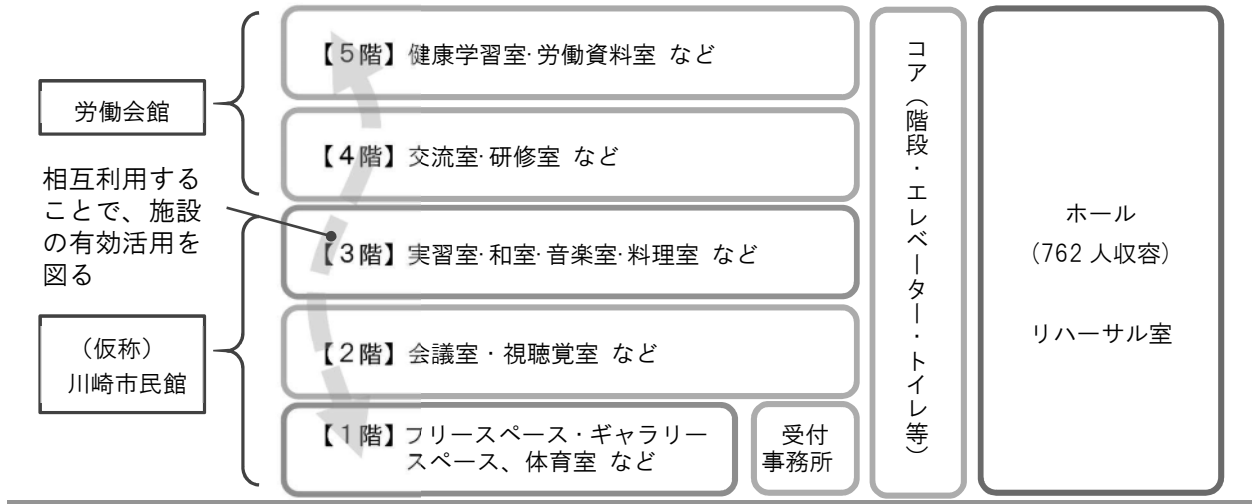 労働会館
相互利用する
ことで、施設
の有効活用を
図る
（仮称）
川崎市民館
【5階】健康学習室・労働資料室 など
【4階】交流室・研修室 など
【3階】実習室・和室・音楽室・料理室 など
【2階】会議室・視聴覚室 など
【1階】フリースペース・ギャラリー
スペース、体育室 など
受付
事務所
コア（階段・エレベーター・トイレ等）
ホール
（762人収容）
リハーサル室